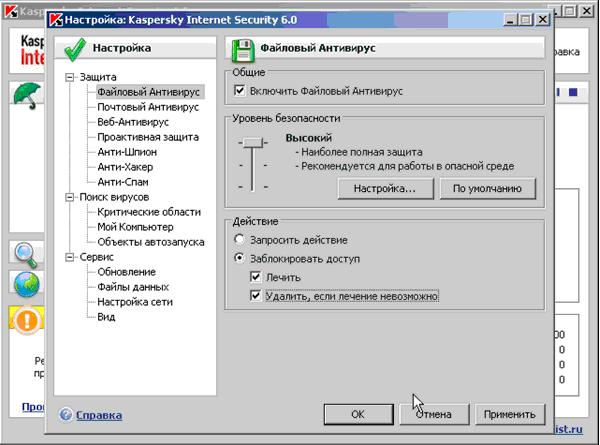 Kasp
Настройка: Kaspersky Internet Security 6.0
Kasp
Inte
равка
Настройка
Защита
Файловый Антивирус
Почтовый Антивирус
Веб-Антивирус
Проактивная защита
Анти-Шпион
Анти-Хакер
Анти-Спам
Поиск вирусов
Критические области
Мой Компьютер
Объекты автозапуска
Сервис
Обновление
Файлы данных
Настройка сети
Вид
Файловый Антивирус
Общие
Включить Файловый Антивирус
Уровень безопасности
Высокий
- Наиболее полная защита
- Рекомендуется для работы в опасной среде
Настройка...
По умолчанию
Действие
Запросить действие
Заблокировать доступ
Лечить
Удалить, если лечение невозможно
Ре
пр
00
0
0
0
Про
ist.ru
Справка
OK
Отмена
Применить